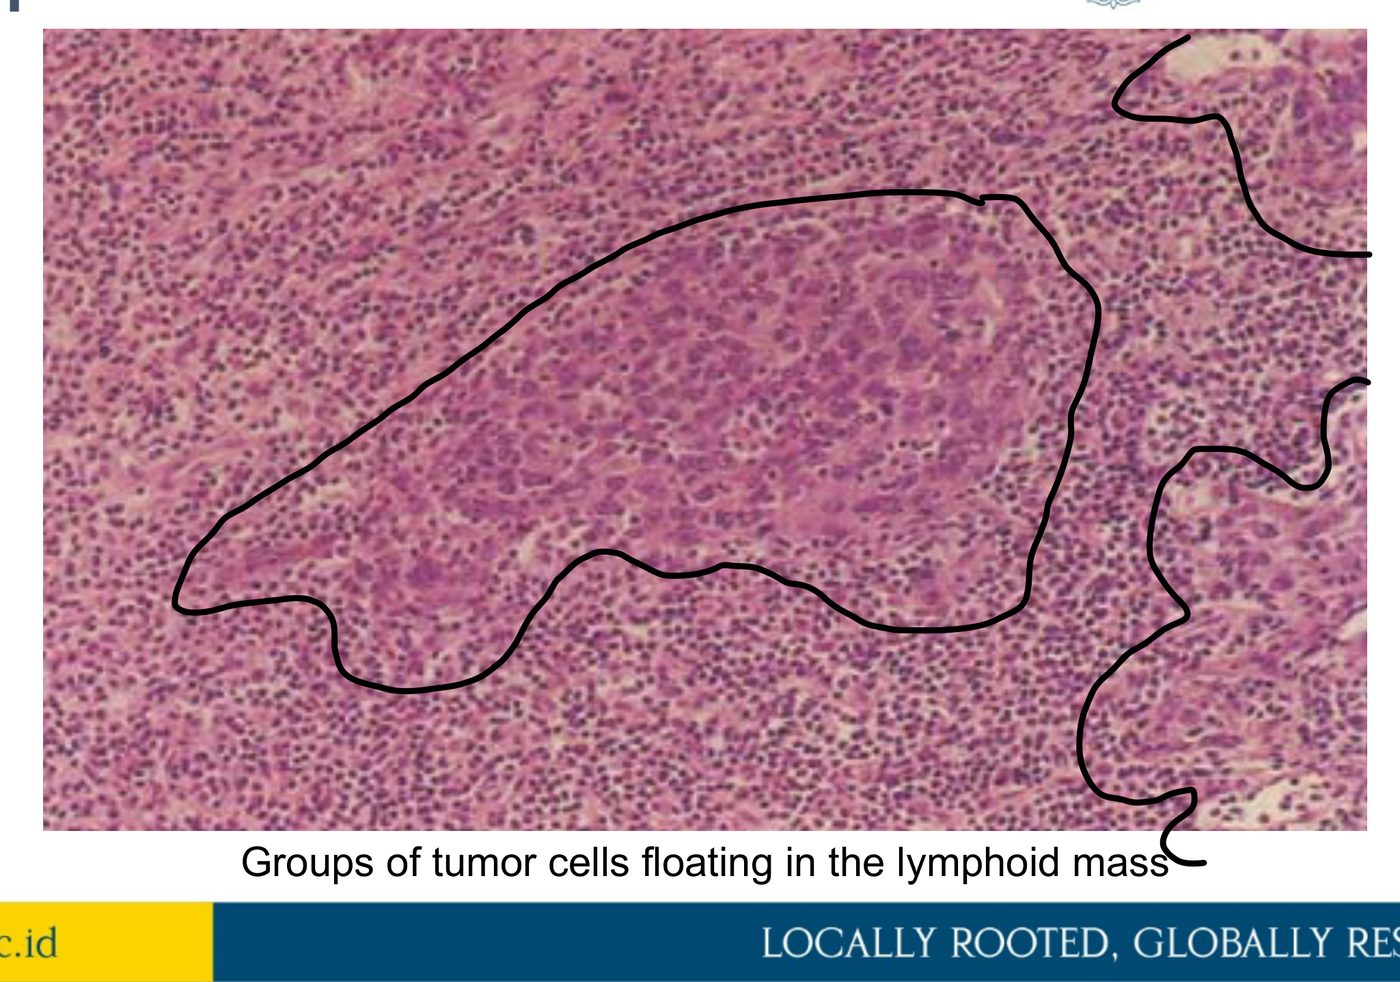 Groups of tumor cells floating in the lymphoid mass
c.id
LOCALLY ROOTED, GLOBALLY RES